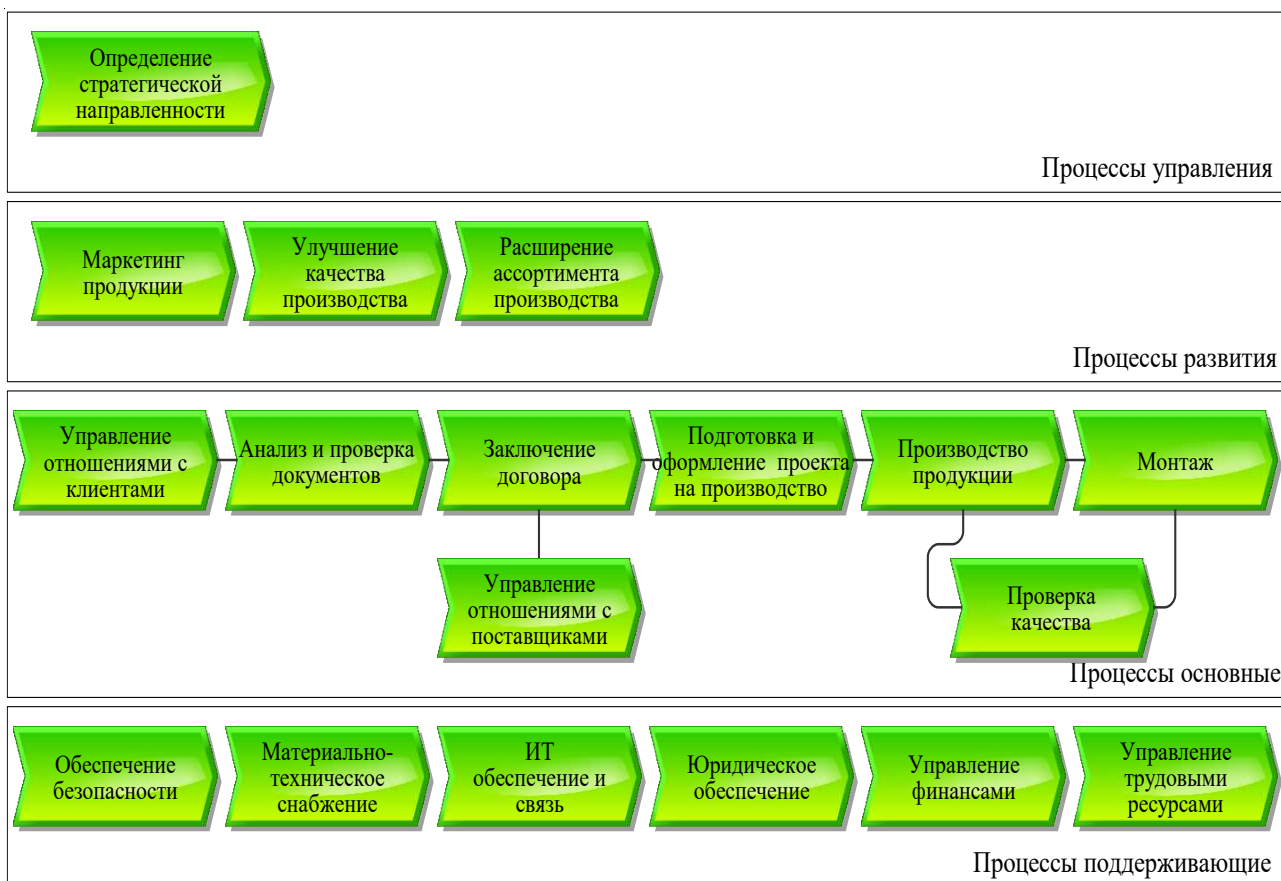 Определение
стратегической
направленности
Процессы управления
Маркетинг
продукции
Улучшение
качества
производства
Расширение
ассортимента
производства
Процессы развития
Управление
отношениями с
клиентами
Анализ и проверка
документов
Заключение
договора
Подготовка и
оформление проекта
на производство
Производство
продукции
Монтаж
Управление
отношениями с
поставщиками
Проверка
качества
Процессы основные
Обеспечение
безопасности
Материально-
техническое
снабжение
ИТ
обеспечение и
связь
Юридическое
обеспечение
Управление
финансами
Управление
трудовыми
ресурсами
Процессы поддерживающие